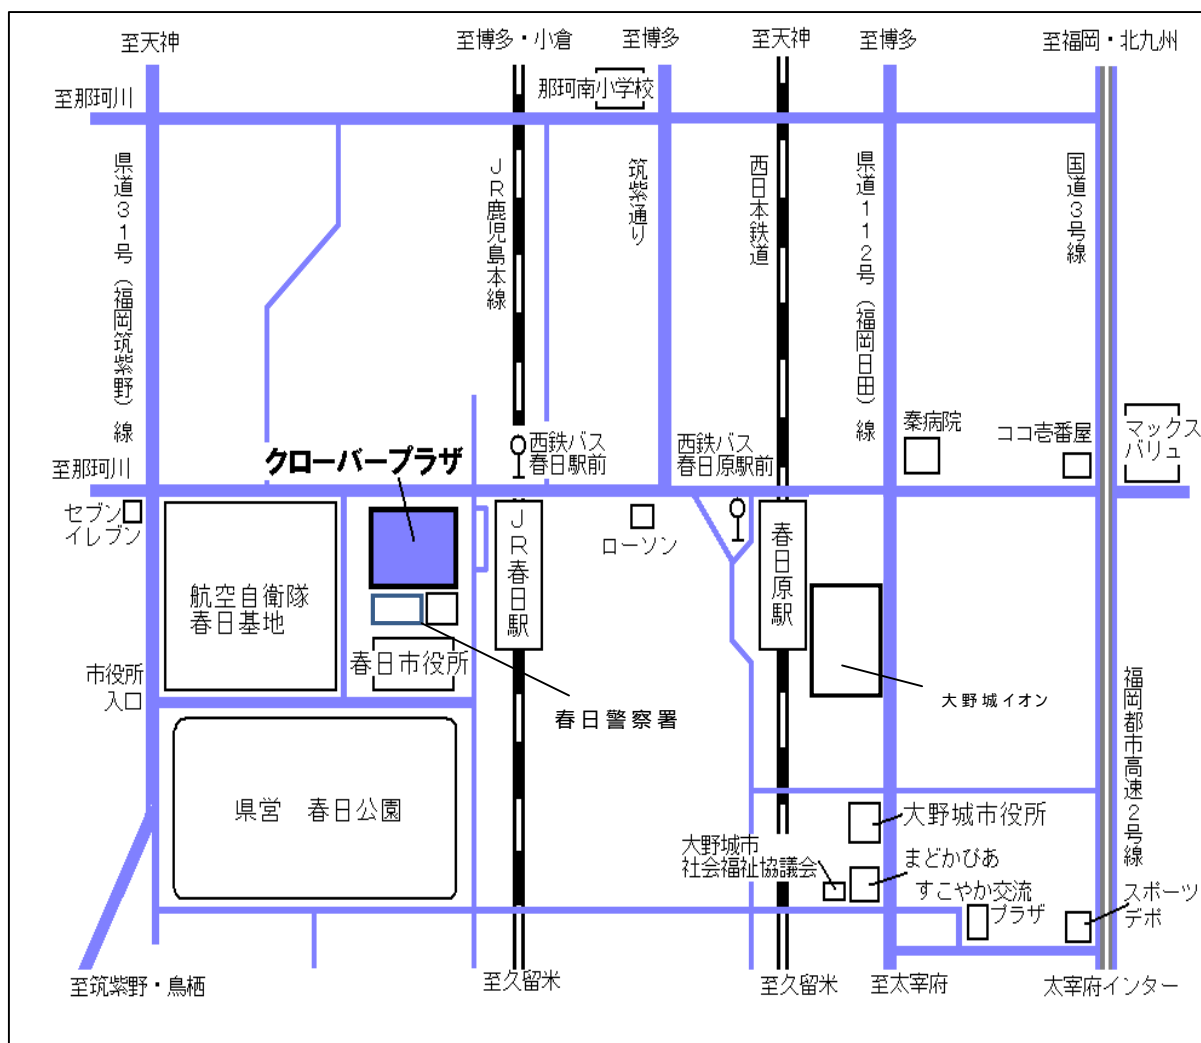 至天神
至博多・小倉
至博多
至天神
至博多
至福岡・北九州
至那珂川
那珂南小学校
県道31号(福岡筑紫野)線
JR鹿児島本線
筑紫通り
西日本鉄道
県道112号(福岡日田)線
国道3号線
至那珂川
クローバープラザ
西鉄バス
春日駅前
西鉄バス
春日原駅前
秦病院
ココ壱番屋
マックス
バリュ
セブン
イレブン
航空自衛隊
春日基地
JR春日駅
ローソン
春日原駅
春日市役所
市役所
入口
春日警察署
大野城イオン
福岡都市高速2号線
県営 春日公園
大野城市役所
大野城市
社会福祉協議会
まどかぴあ
すこやか交流
プラザ
スポーツ
デポ
至筑紫野・鳥栖
至久留米
至久留米
至太宰府
太宰府インター